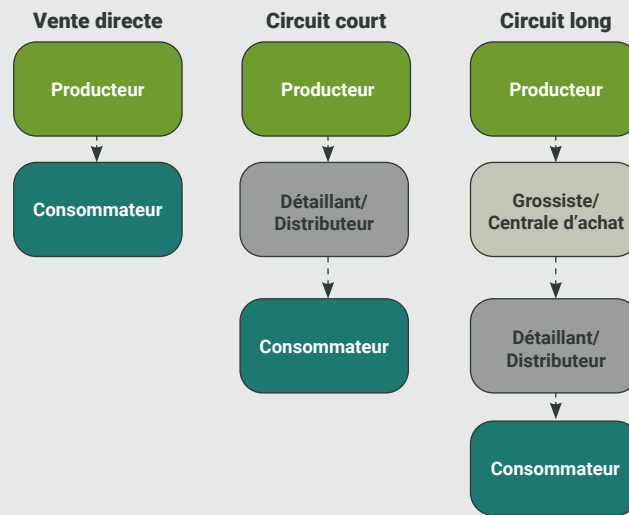 Vente directe
Producteur
Consommateur
Circuit court
Producteur
Détaillant/
Distributeur
Consommateur
Circuit long
Producteur
Grossiste/
Centrale d’achat
Détaillant/
Distributeur
Consommateur